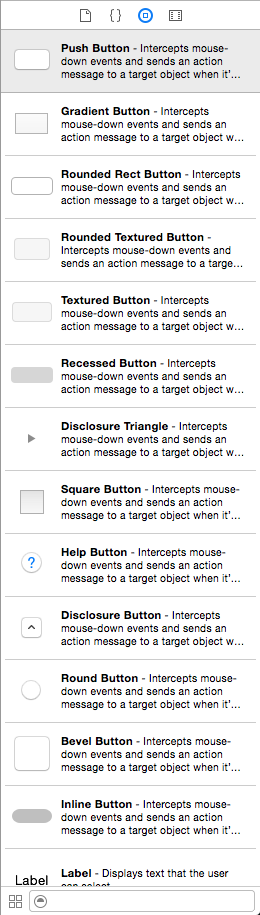 Push Button - Intercepts mouse-
down events and sends an action
message to a target object when it'...
Gradient Button - Intercepts
mouse-down events and sends an
action message to a target object w...
Rounded Rect Button - Intercepts
mouse-down events and sends an
action message to a target object w...
Rounded Textured Button -
Intercepts mouse-down events and
sends an action message to a targe...
Textured Button - Intercepts
mouse-down events and sends an
action message to a target object w...
Recessed Button - Intercepts
mouse-down events and sends an
action message to a target object w...
Disclosure Triangle - Intercepts
mouse-down events and sends an
action message to a target object w...
Square Button - Intercepts mouse-
down events and sends an action
message to a target object when it'...
?
Help Button - Intercepts mouse-
down events and sends an action
message to a target object when it'...
Disclosure Button - Intercepts
mouse-down events and sends an
action message to a target object w...
Round Button - Intercepts mouse-
down events and sends an action
message to a target object when it'...
Bevel Button - Intercepts mouse-
down events and sends an action
message to a target object when it'...
Inline Button - Intercepts mouse-
down events and sends an action
message to a target object when it'...
Label
Label - Displays text that the user
can select